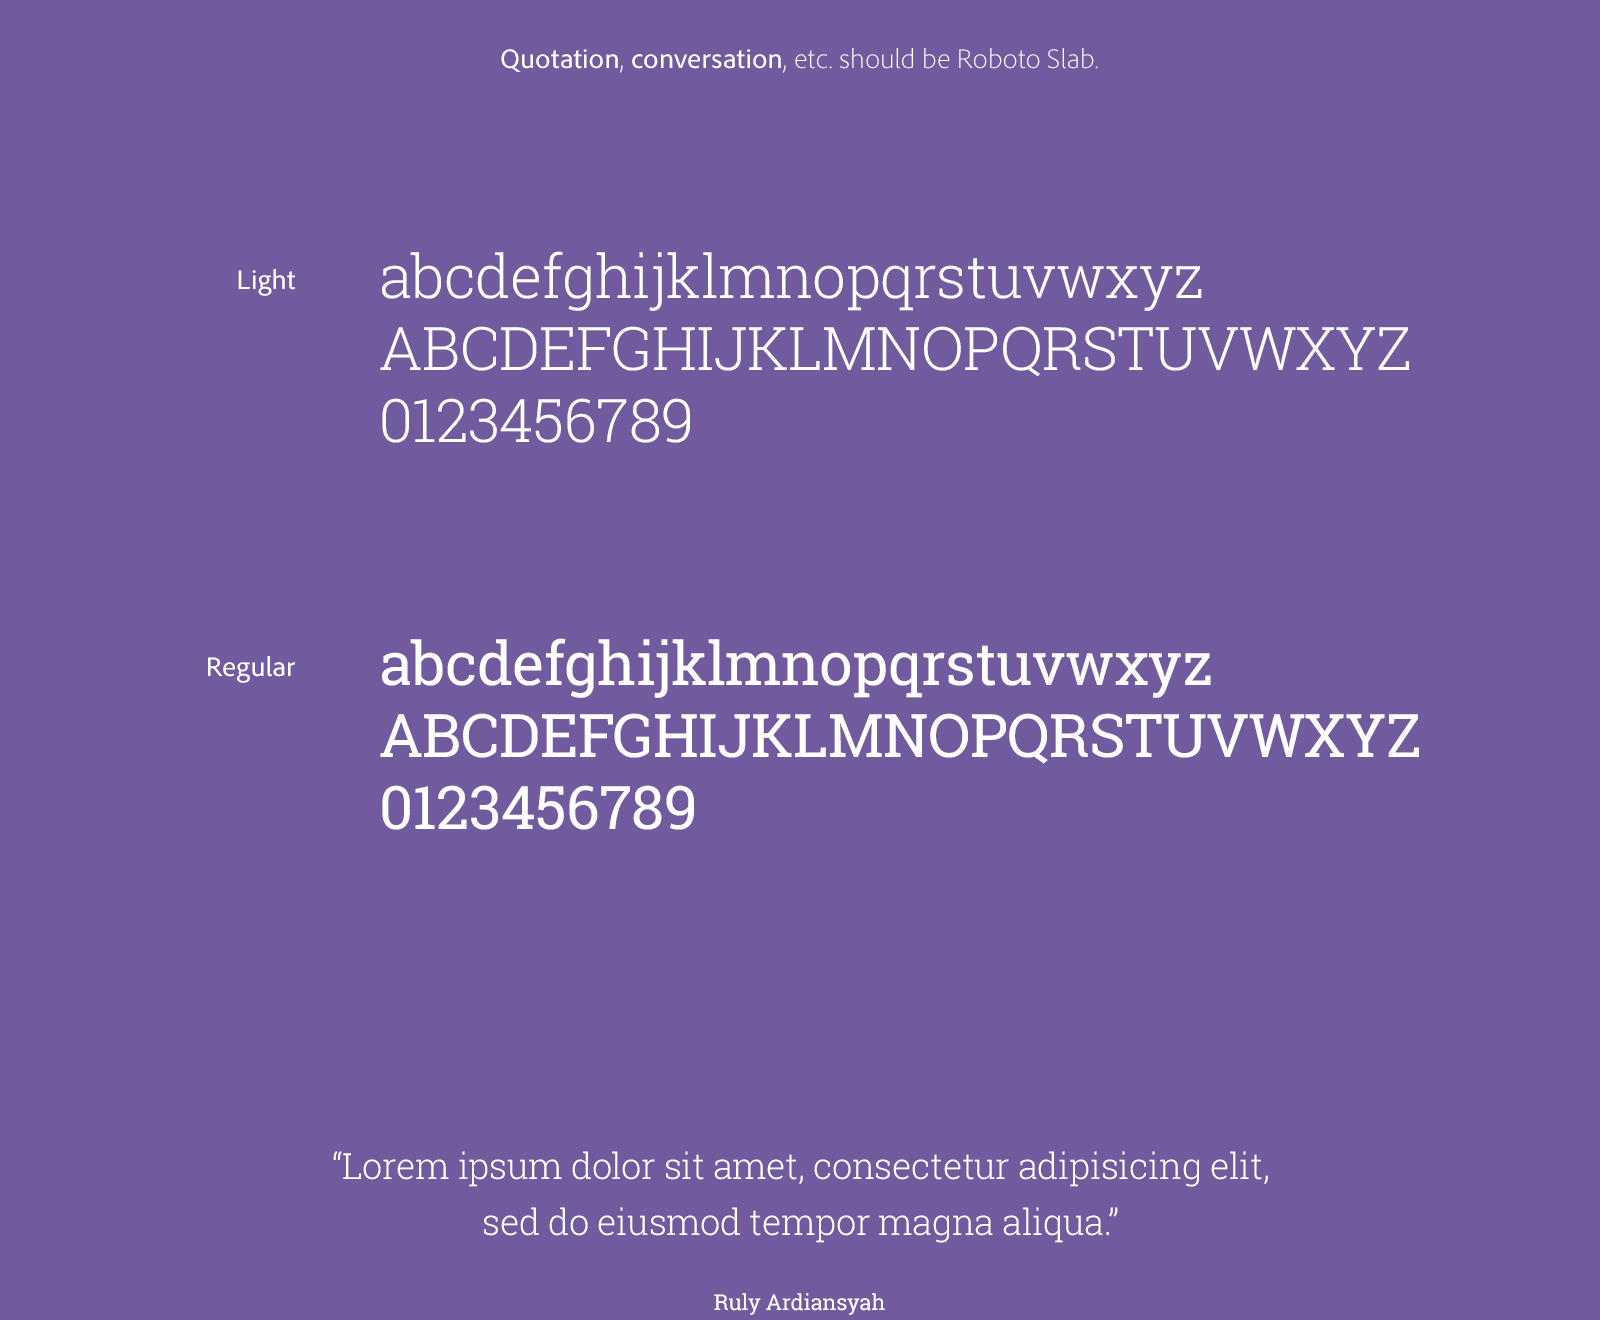 Quotation, conversation, etc. should be Roboto Slab.
Light
abcdefghijklmnopqrstuvwxyz
ABCDEFGHIJKLMNOPQRSTUVWXYZ
0123456789
Regular
abcdefghijklmnopqrstuvwxyz
ABCDEFGHIJKLMNOPQRSTUVWXYZ
0123456789
“Lorem ipsum dolor sit amet, consectetur adipisicing elit,
sed do eiusmod tempor magna aliqua.”
Ruly Ardiansyah